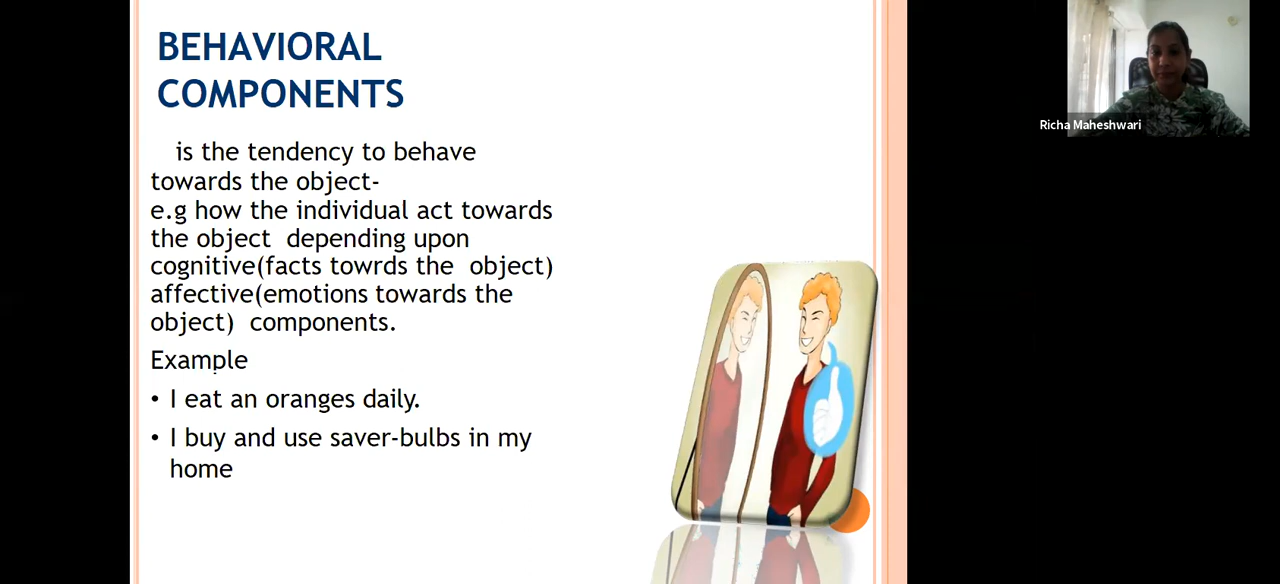 BEHAVIORAL
COMPONENTS
is the tendency to behave
towards the object-
e.g how the individual act towards
the object depending upon
cognitive(facts towrds the object)
affective(emotions towards the
object) components.
Example
• I eat an oranges daily.
• I buy and use saver-bulbs in my
home
Richa Maheshwari